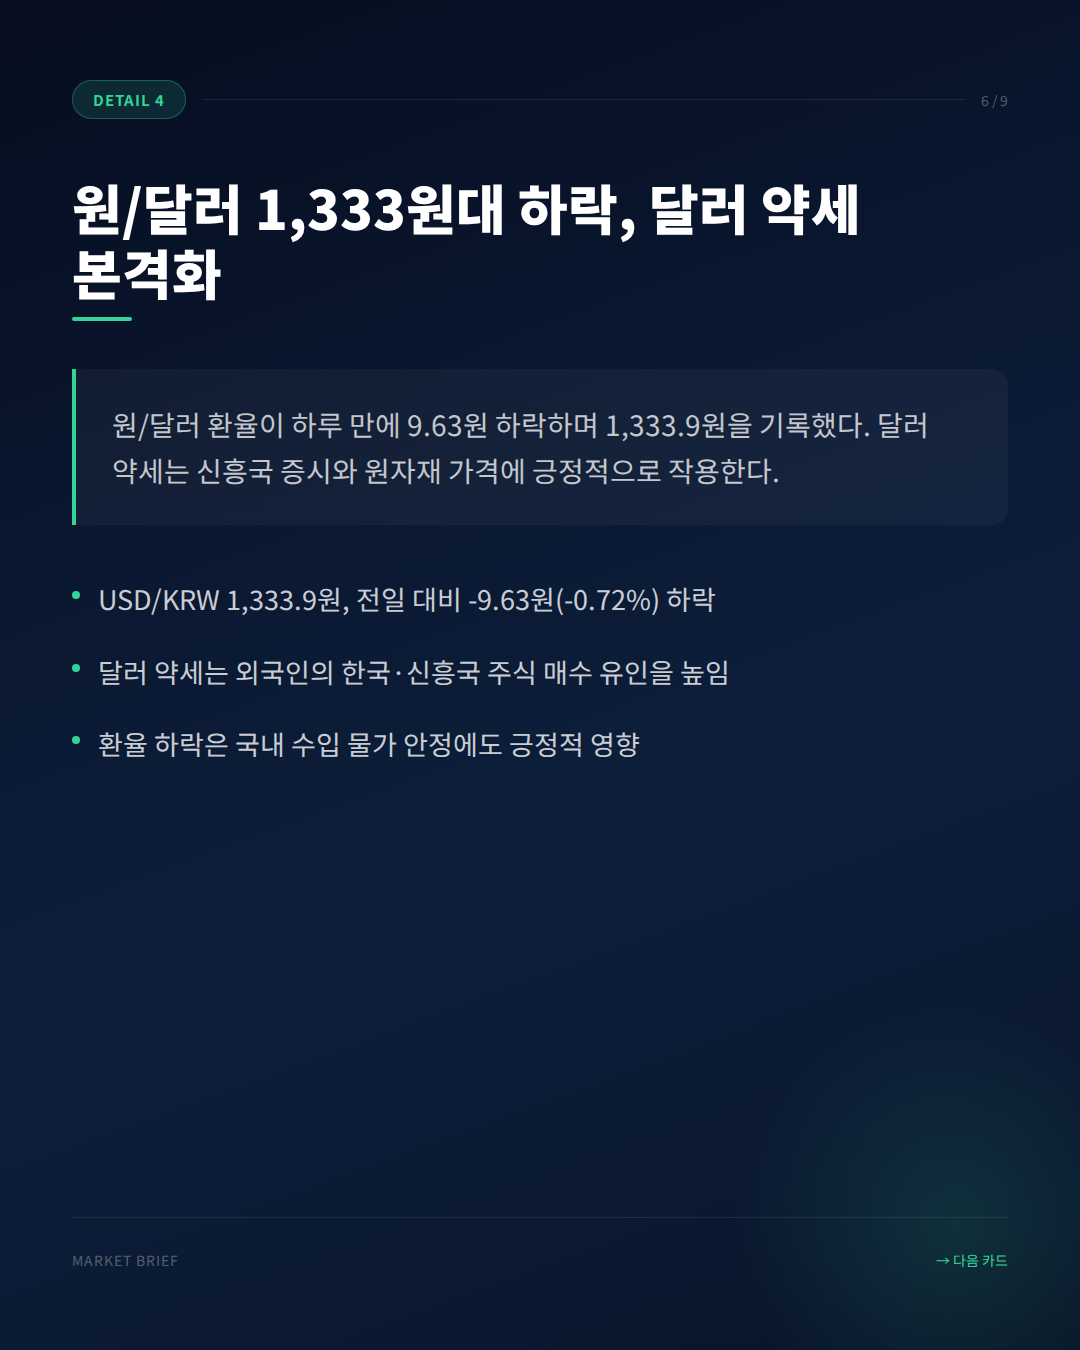 DETAIL 4
6 / 9
원/달러 1,333원대 하락, 달러 약세
본격화
원/달러 환율이 하루 만에 9.63원 하락하며 1,333.9원을 기록했다. 달러
약세는 신흥국 증시와 원자재 가격에 긍정적으로 작용한다.
USD/KRW 1,333.9원, 전일 대비 -9.63원(-0.72%) 하락
달러 약세는 외국인의 한국·신흥국 주식 매수 유인을 높임
환율 하락은 국내 수입 물가 안정에도 긍정적 영향
MARKET BRIEF
→ 다음 카드